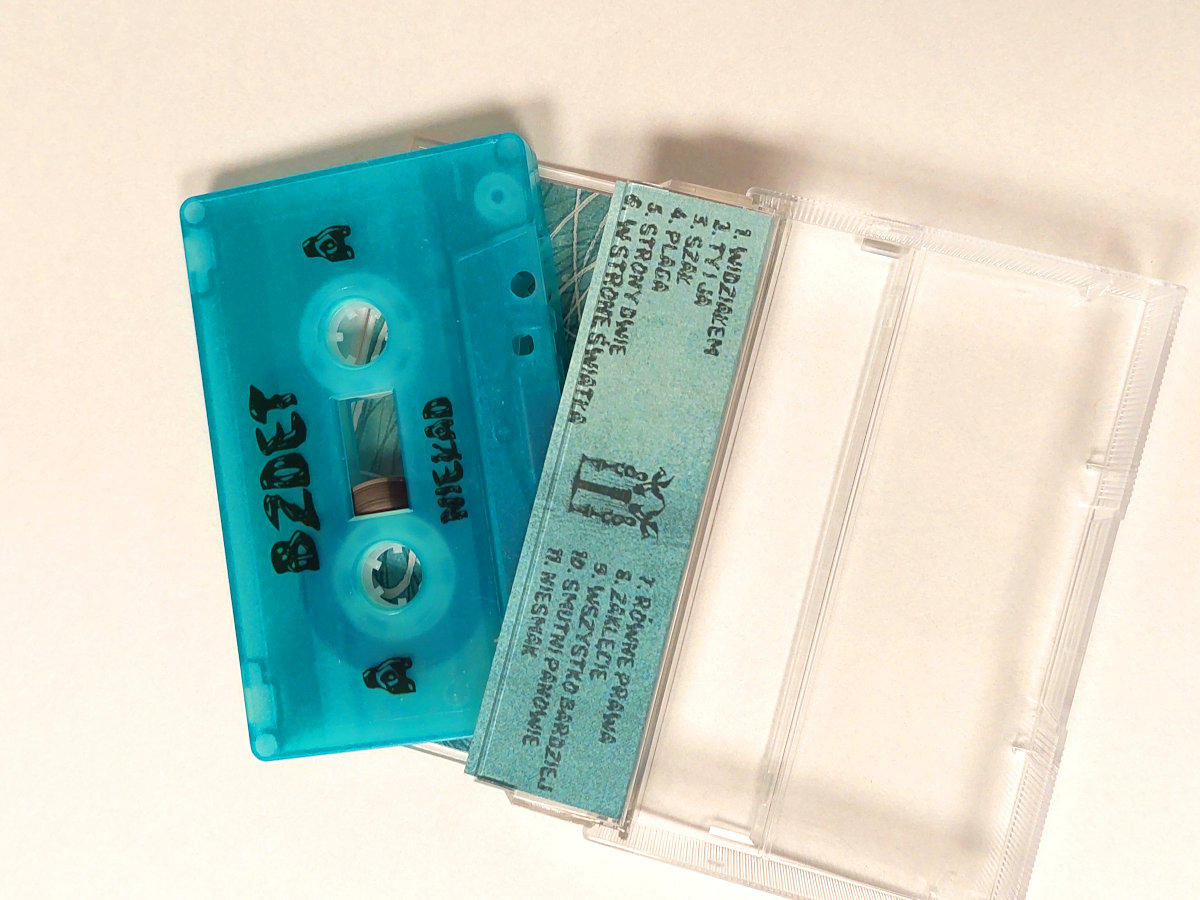 A
BZDET
NIEŁAD
A
1. WIDZIAŁEM
2. TY I JA
3. SZAŁ
4. PLAGA
5. STRONY DWIE
6. W STRONĘ ŚWIATŁA
7. RÓWNE PRAWA
8. ZAKLĘCIE
9. WSZYSTKO BARDZIEJ
10 SMUTNI PANOWIE
11. NIESMAK